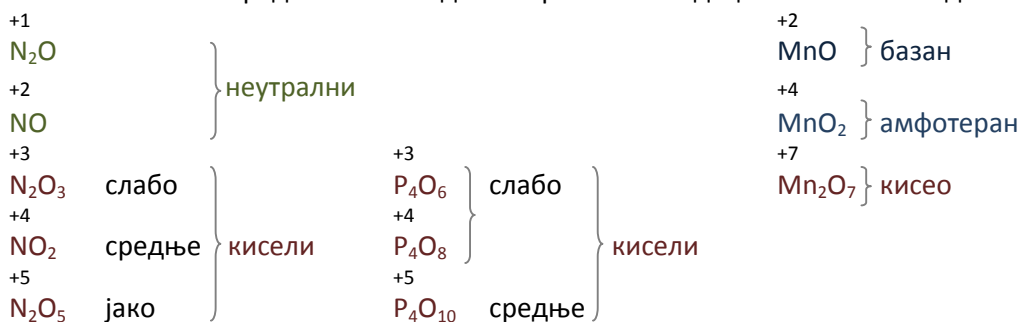 +1 +2
N₂O MnO базан
+2 неутрални +4
NO MnO₂ амфотеран
+3 +3 +7
N₂O₃ слабо P₄O₆ слабо Mn₂O₇ кисео
+4 +4
NO₂ средње кисели P₄O₈ кисели
+5 +5
N₂O₅ јако P₄O₁₀ средње